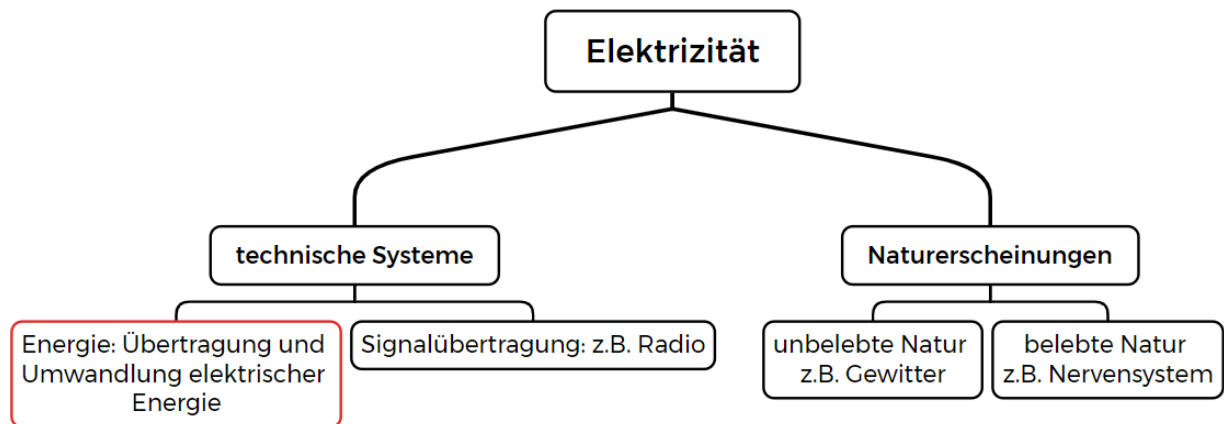 Elektrizität
technische Systeme
Naturerscheinungen
Energie: Übertragung und
Umwandlung elektrischer
Energie
Signalübertragung: z.B. Radio
unbelebte Natur
z.B. Gewitter
belebte Natur
z.B. Nervensystem